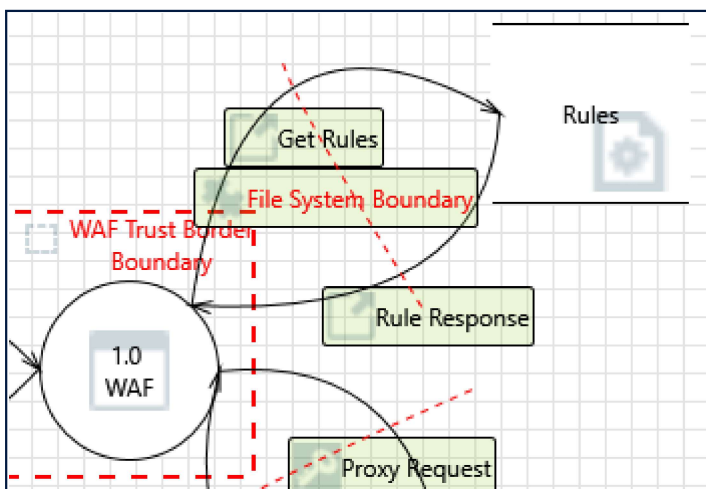 Rules
Get Rules
File System Boundary
WAF Trust Border
Boundary
Rule Response
1.0
WAF
Proxy Request